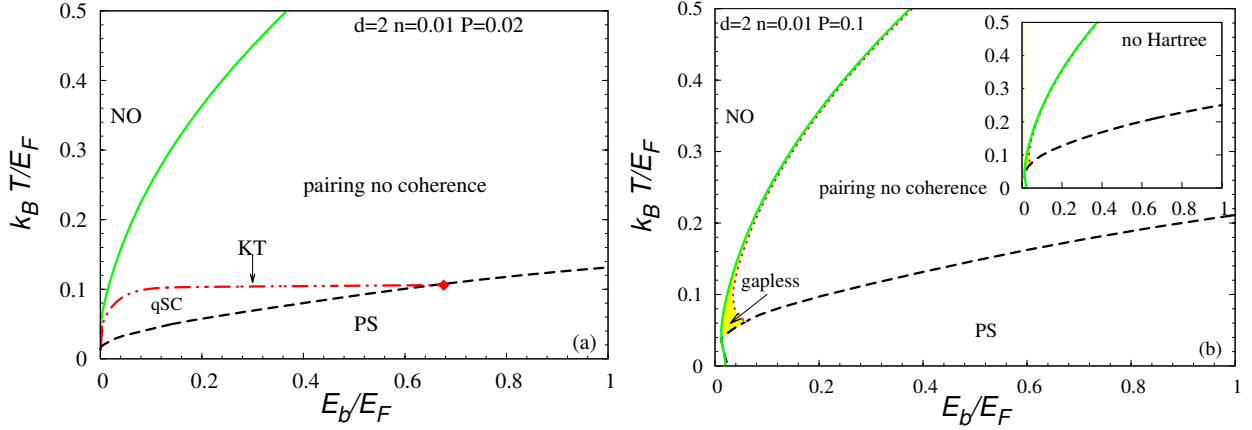 d=2 n=0.01 P=0.02
NO
pairing no coherence
KT
qSC
PS
(a)
k_B T/E_F
0.5
0.4
0.3
0.2
0.1
0
0
0.2
0.4
0.6
0.8
1
E_b/E_F
d=2 n=0.01 P=0.1
NO
pairing no coherence
gapless
PS
(b)
k_B T/E_F
0.5
0.4
0.3
0.2
0.1
0
0
0.2
0.4
0.6
0.8
1
E_b/E_F
no Hartree
0.5
0.4
0.3
0.2
0.1
0
0
0.2
0.4
0.6
0.8
1